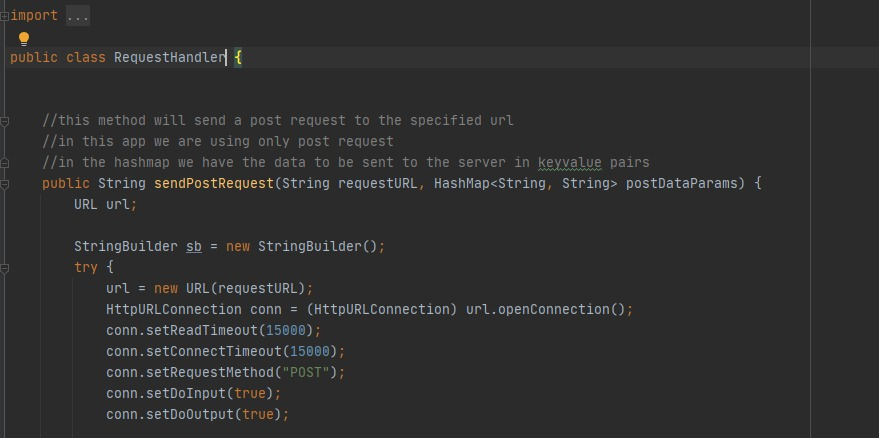 import ...
public class RequestHandler {
//this method will send a post request to the specified url
//in this app we are using only post request
//in the hashmap we have the data to be sent to the server in keyvalue pairs
public String sendPostRequest(String requestURL, HashMap<String, String> postDataParams) {
URL url;
StringBuilder sb = new StringBuilder();
try {
url = new URL(requestURL);
HttpURLConnection conn = (HttpURLConnection) url.openConnection();
conn.setReadTimeout(15000);
conn.setConnectTimeout(15000);
conn.setRequestMethod("POST");
conn.setDoInput(true);
conn.setDoOutput(true);